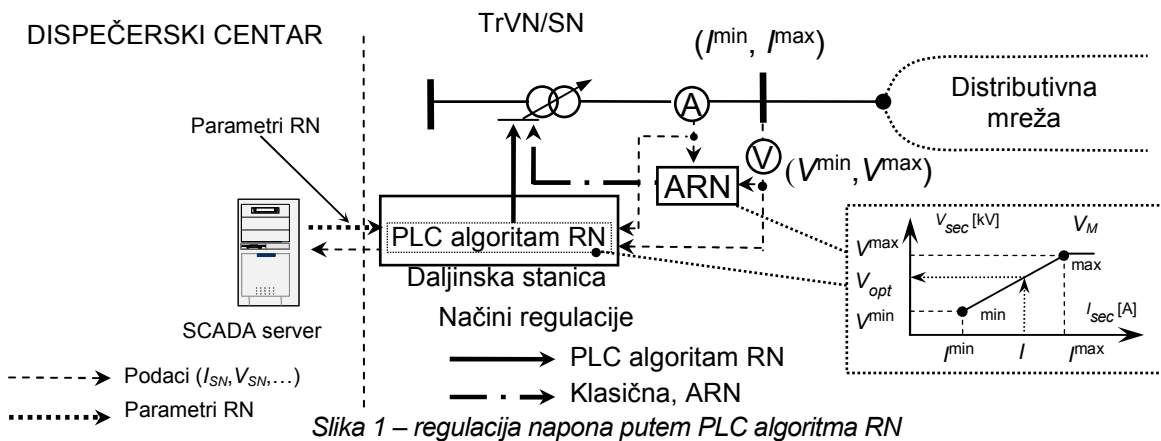 DISPEČERSKI CENTAR
TrVN/SN
(I^min, I^max)
A
Distributivna
mreža
Parametri RN
V
(V^min, V^max)
ARN
PLC algoritam RN
Daljinska stanica
SCADA server
Načini regulacije
PLC algoritam RN
Klasična, ARN
V_sec [kV]
V_M
V^max
max
V_opt
V^min
min
I_sec [A]
I^min
I
I^max
Podaci (I_SN,V_SN,…)
Parametri RN
Slika 1 – regulacija napona putem PLC algoritma RN